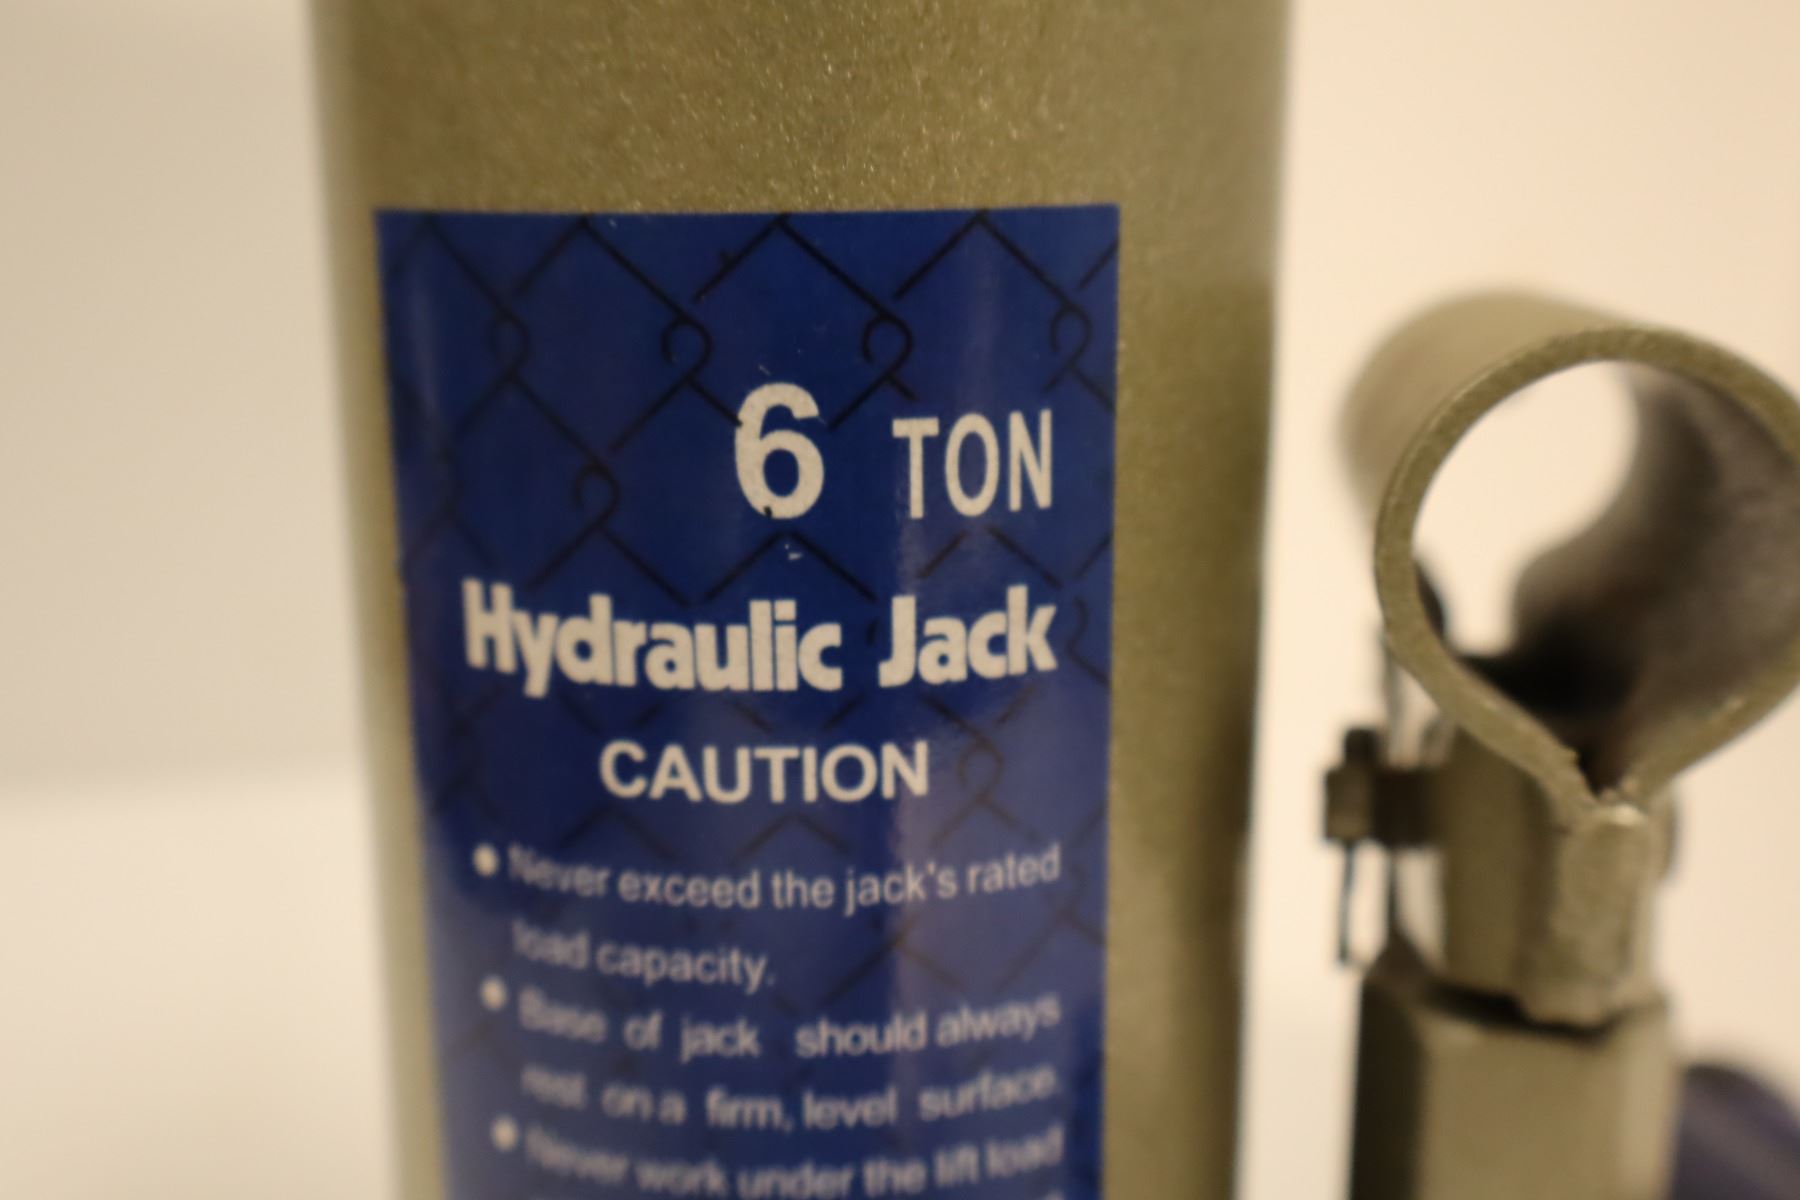 6 TON
Hydraulic Jack
CAUTION
• Never exceed the jack's rated
load capacity.
• Base of jack should always
rest on a firm, level surface.
• Never work under the lift load